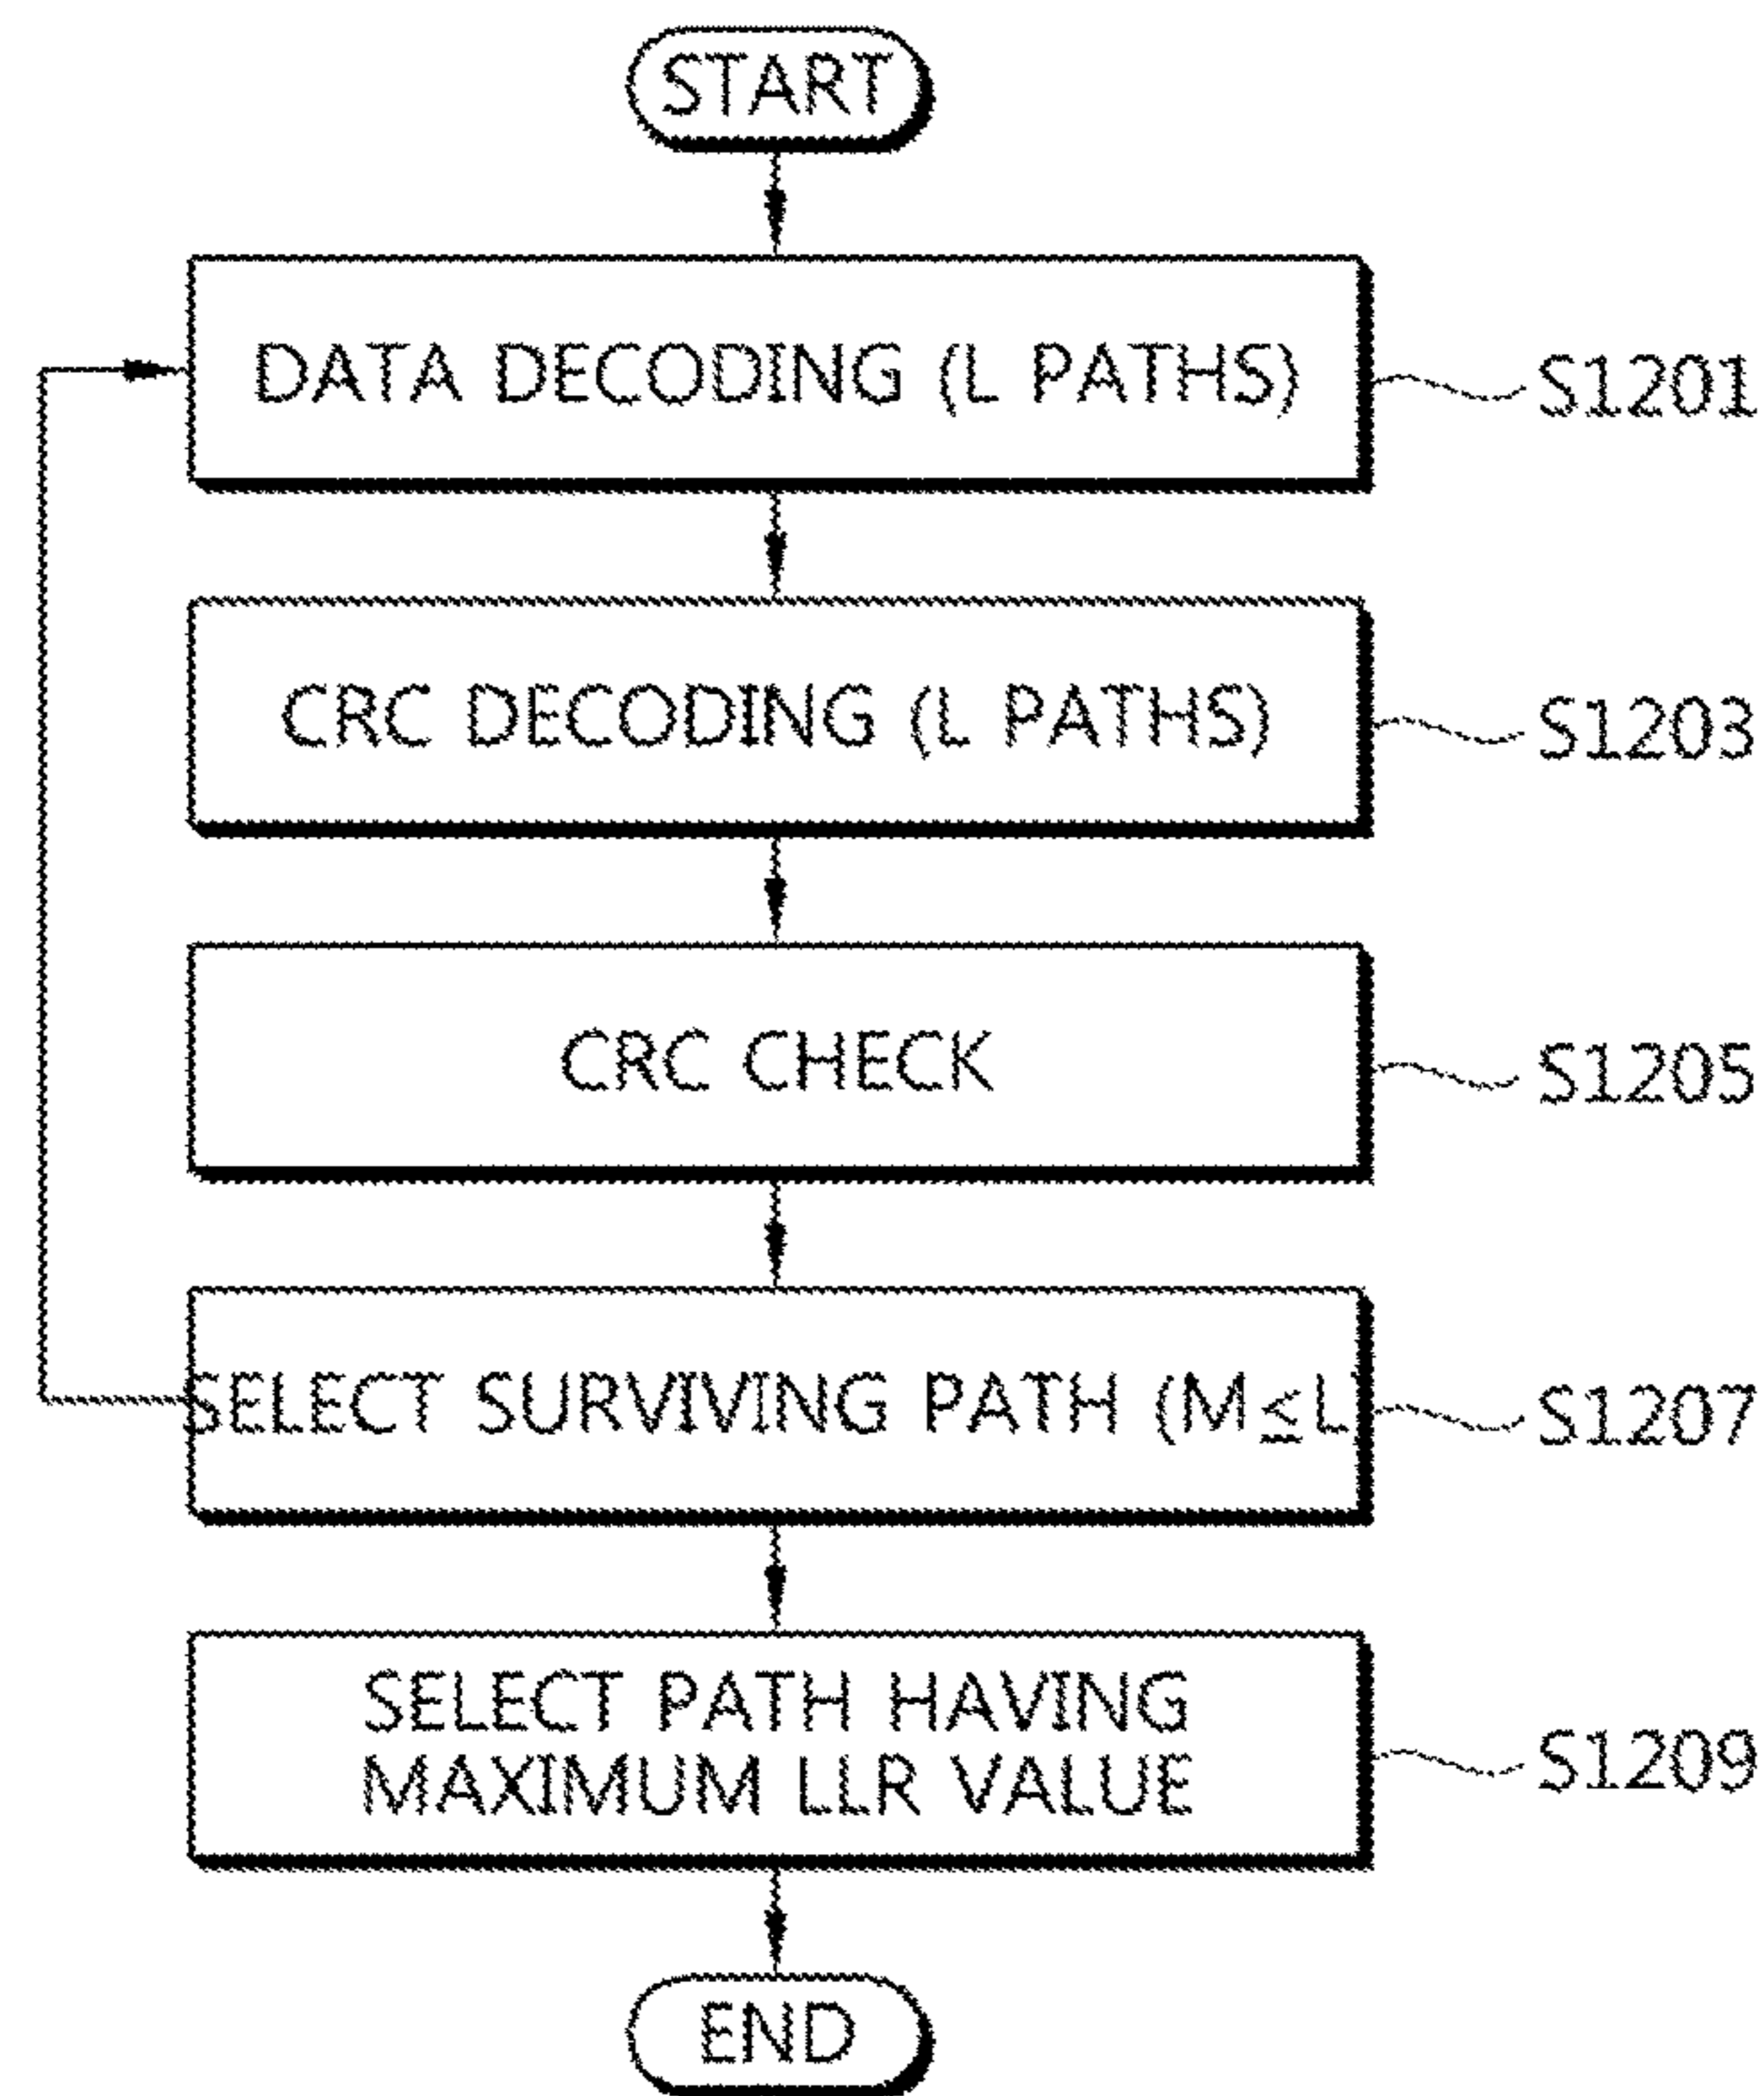 START
DATA DECODING (L PATHS)
S1201
CRC DECODING (L PATHS)
S1203
CRC CHECK
S1205
SELECT SURVIVING PATH (M≤L)
S1207
SELECT PATH HAVING
MAXIMUM LLR VALUE
S1209
END